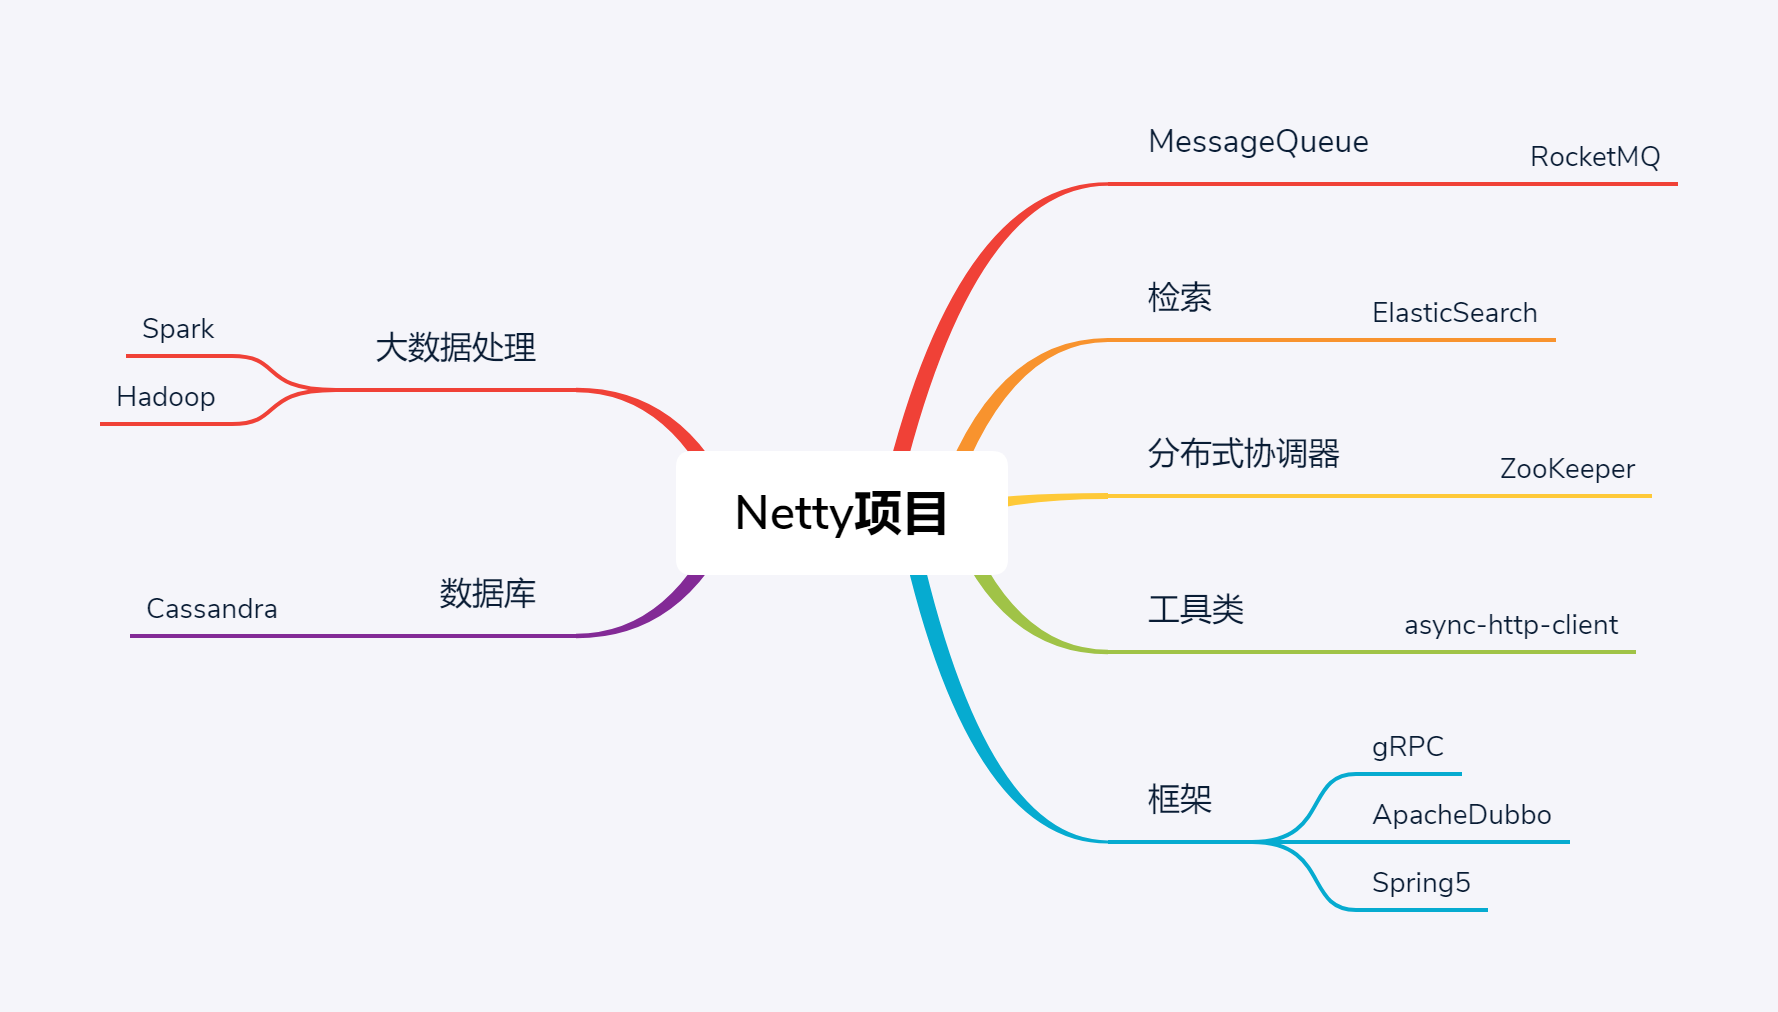 Netty项目
MessageQueue
RocketMQ
检索
ElasticSearch
分布式协调器
ZooKeeper
工具类
async-http-client
框架
gRPC
ApacheDubbo
Spring5
大数据处理
Spark
Hadoop
数据库
Cassandra